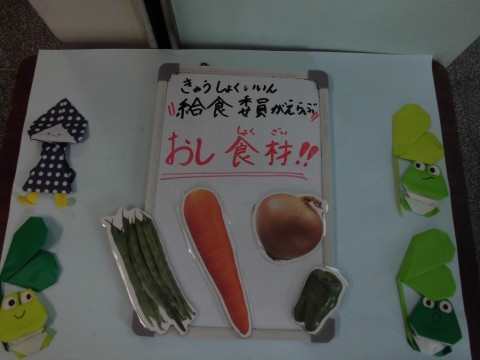 きゅうしょくいいん
"給食委員がえらぶ"
しょく ざい
おし食材!!